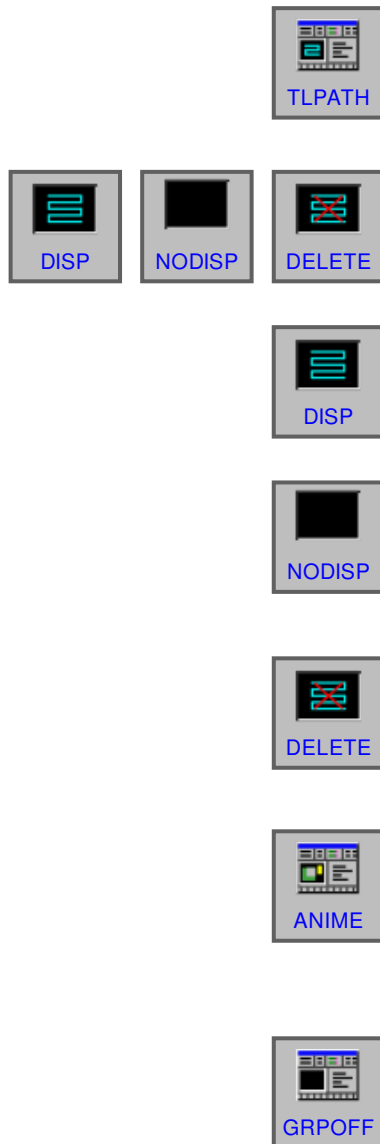 TLPATH
DISP NODISP DELETE
DISP
NODISP
DELETE
ANIME
GRPOFF